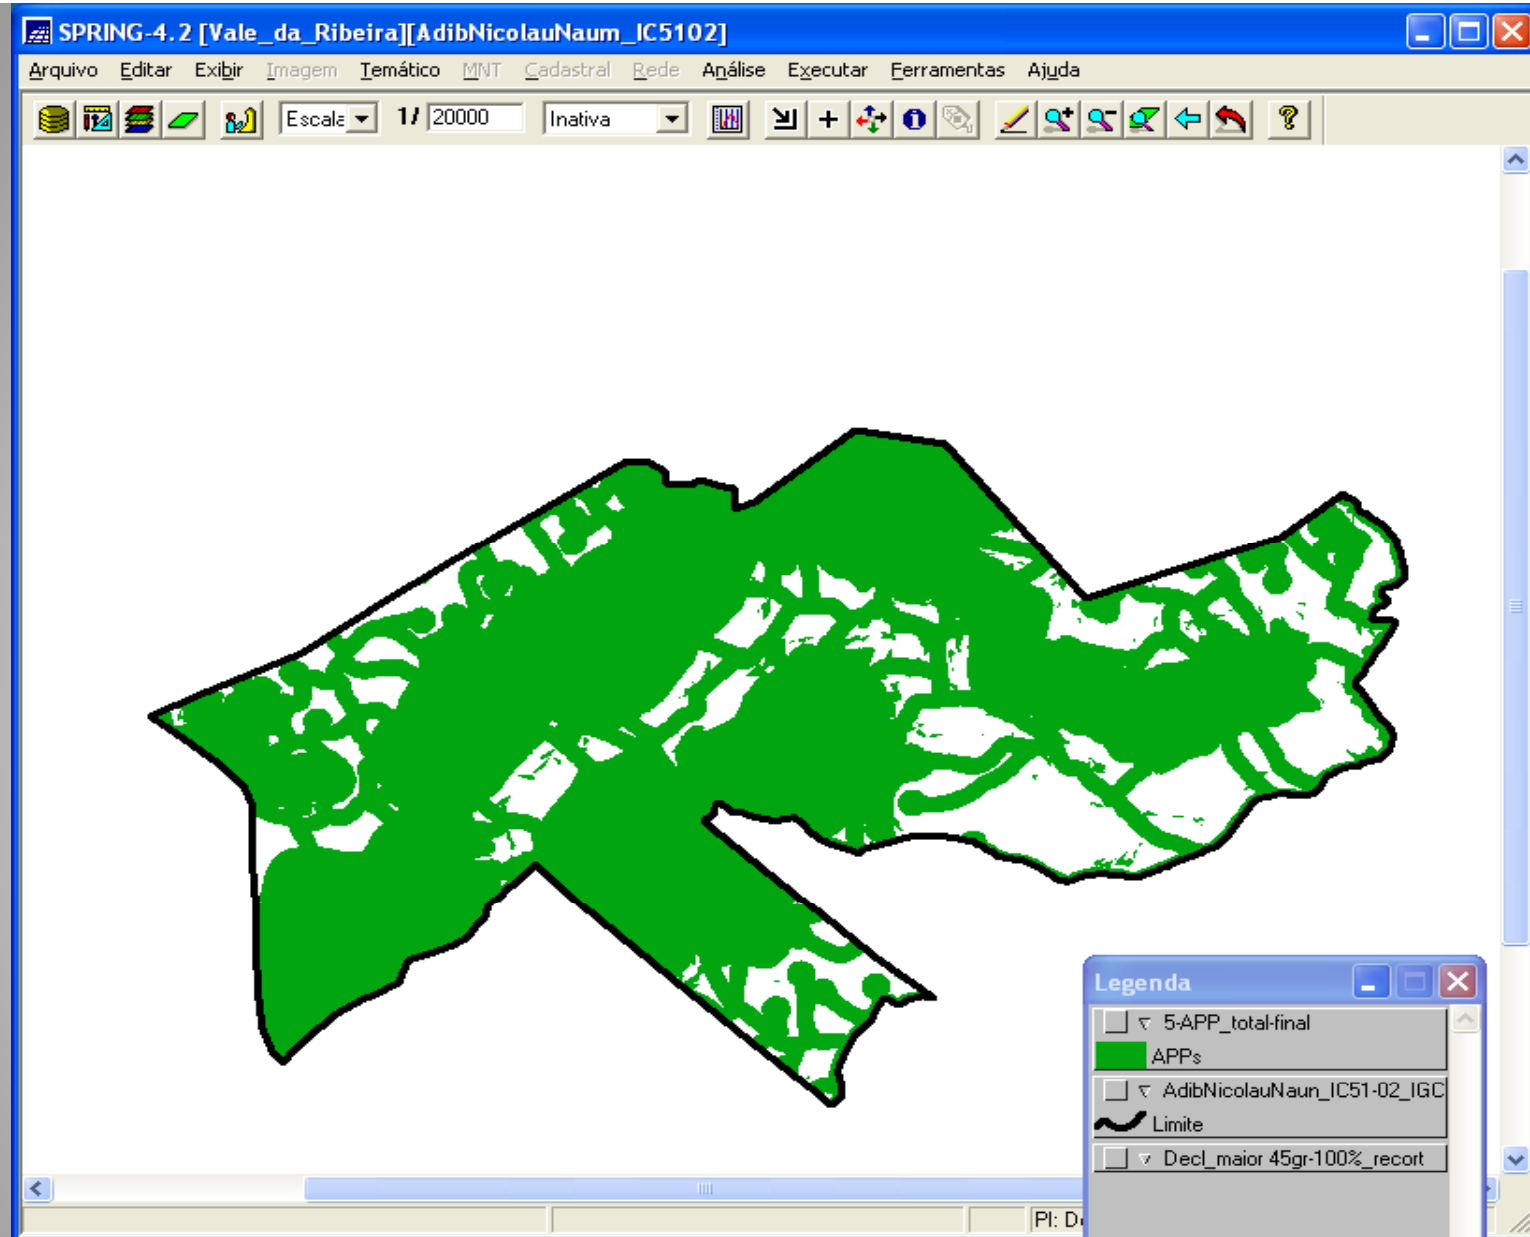 SPRING-4.2 [Vale_da_Ribeira][AdibNicolauNaum_IC5102]
Arquivo Editar Exibir Imagem Temático MNT Cadastral Rede Análise Executar Ferramentas Ajuda
Escala 1/ 20000 Inativa
Legenda
5-APP_total-final
APPs
AdibNicolauNaun_IC51-02_IGC
Limite
Decl_maior 45gr-100%_recort
PI: